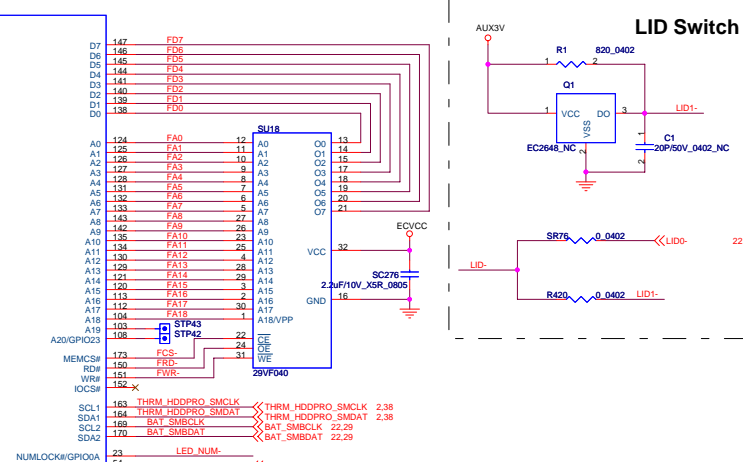 LID Switch
AUX3V
R1 820_0402
1 2
Q1
1 VCC DO 3 LID1-
VSS
2
EC2648_NC
C1
20P/50V_0402_NC
1
2
SR76 0_0402 LID0- 22
LID-
R420 0_0402 LID1-
D7 147 FD7
D6 146 FD6
D5 145 FD5
D4 144 FD4
D3 141 FD3
D2 140 FD2
D1 139 FD1
D0 138 FD0
SU18
A0 124 FA0 12 A0 O0 13
A1 125 FA1 11 A1 O1 14
A2 126 FA2 10 A2 O2 15
A3 127 FA3 9 A3 O3 17
A4 128 FA4 8 A4 O4 18
A5 131 FA5 7 A5 O5 19
A6 132 FA6 6 A6 O6 20
A7 133 FA7 5 A7 O7 21
A8 143 FA8 27 A8
A9 142 FA9 26 A9
A10 135 FA10 23 A10
A11 134 FA11 25 A11
A12 130 FA12 4 A12
A13 129 FA13 28 A13
A14 121 FA14 29 A14
A15 120 FA15 3 A15
A16 113 FA16 2 A16
A17 112 FA17 30 A17
A18 104 FA18 1 A18/VPP
ECVCC
VCC 32
SC276
2.2uF/10V_X5R_0805
GND 16
A19 103 STP43
A20/GPIO23 108 STP42
22 CE
24 OE
31 WE
29VF040
MEMCS# 173 FCS-
RD# 150 FRD-
WR# 151 FWR-
IOCS# 152
SCL1 163 THRM_HDDPRO_SMCLK THRM_HDDPRO_SMCLK 2,38
SDA1 164 THRM_HDDPRO_SMDAT THRM_HDDPRO_SMDAT 2,38
SCL2 169 BAT_SMBCLK BAT_SMBCLK 22,29
SDA2 170 BAT_SMBDAT BAT_SMBDAT 22,29
NUMLOCK#/GPIO0A 23 LED_NUM-